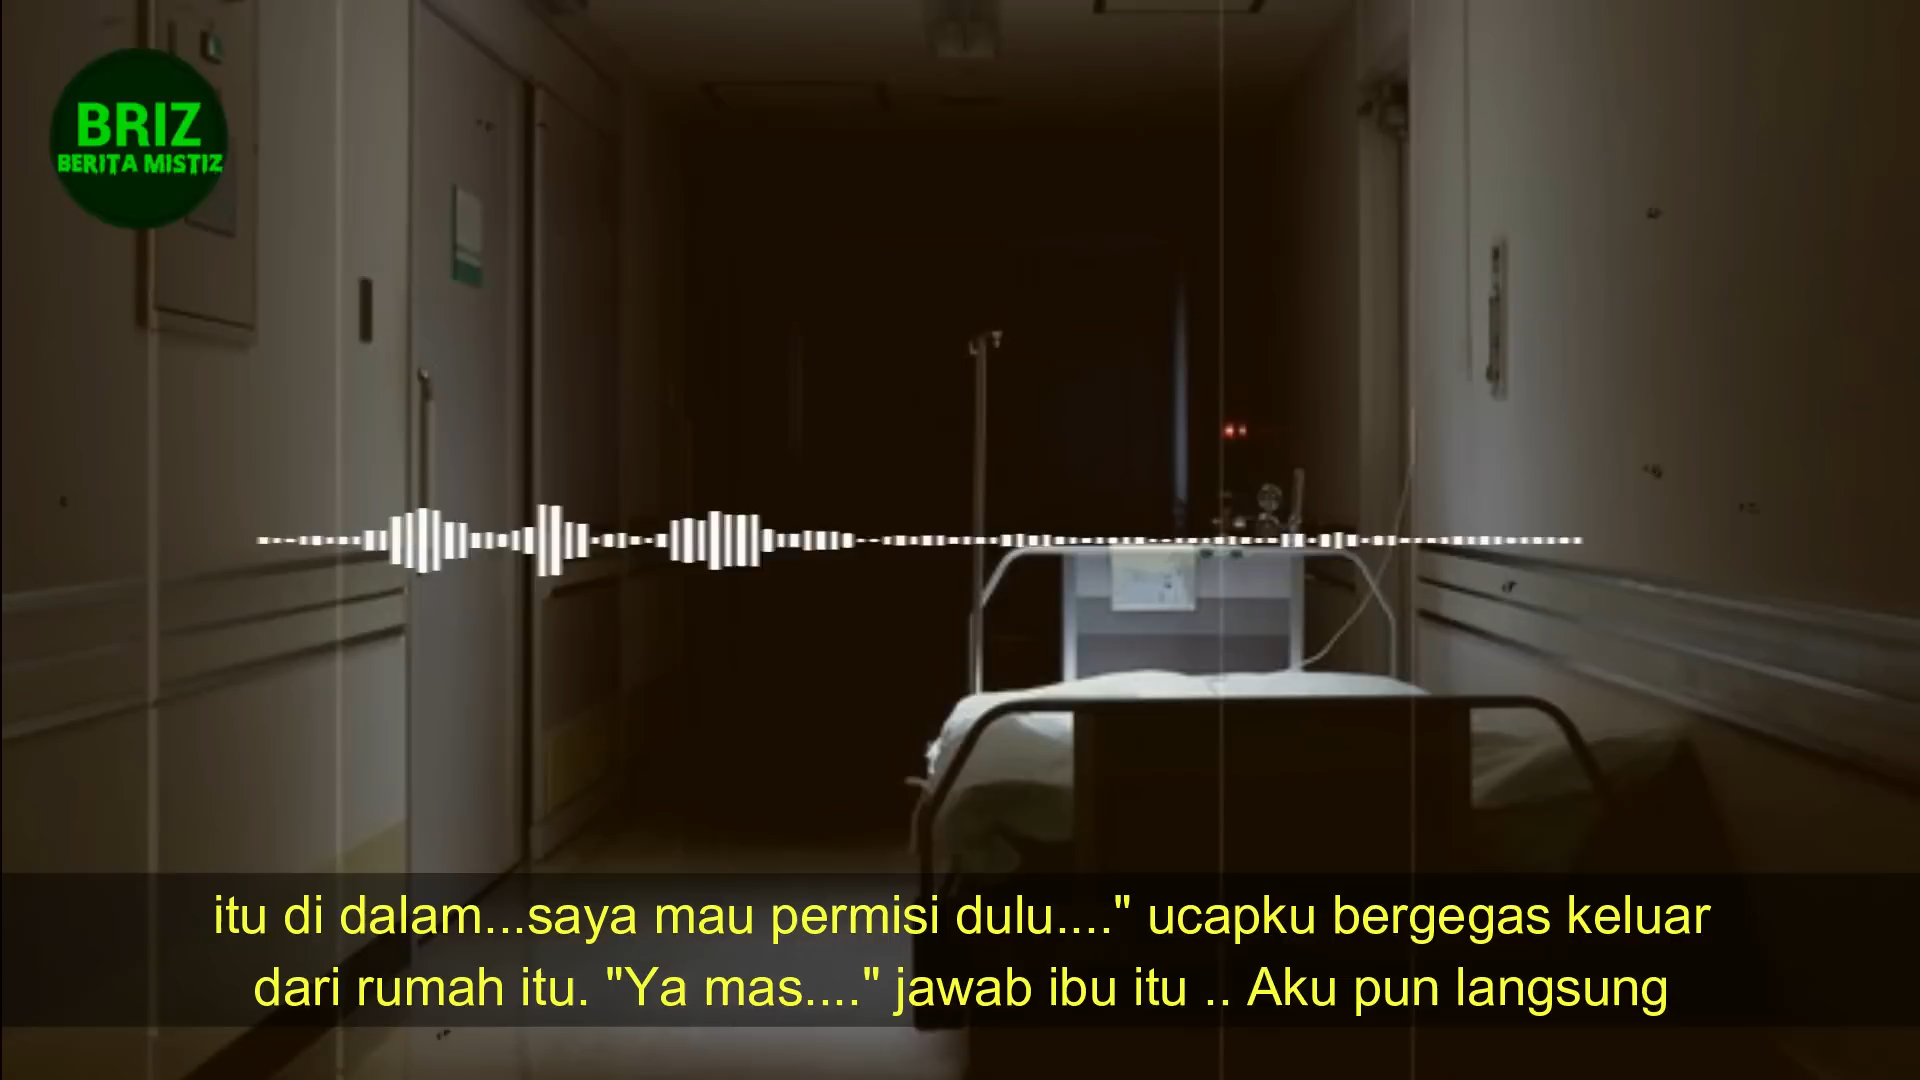 BRIZ
BERITA MISTIZ
itu di dalam...saya mau permisi dulu...." ucapku bergegas keluar
dari rumah itu. "Ya mas...." jawab ibu itu .. Aku pun langsung